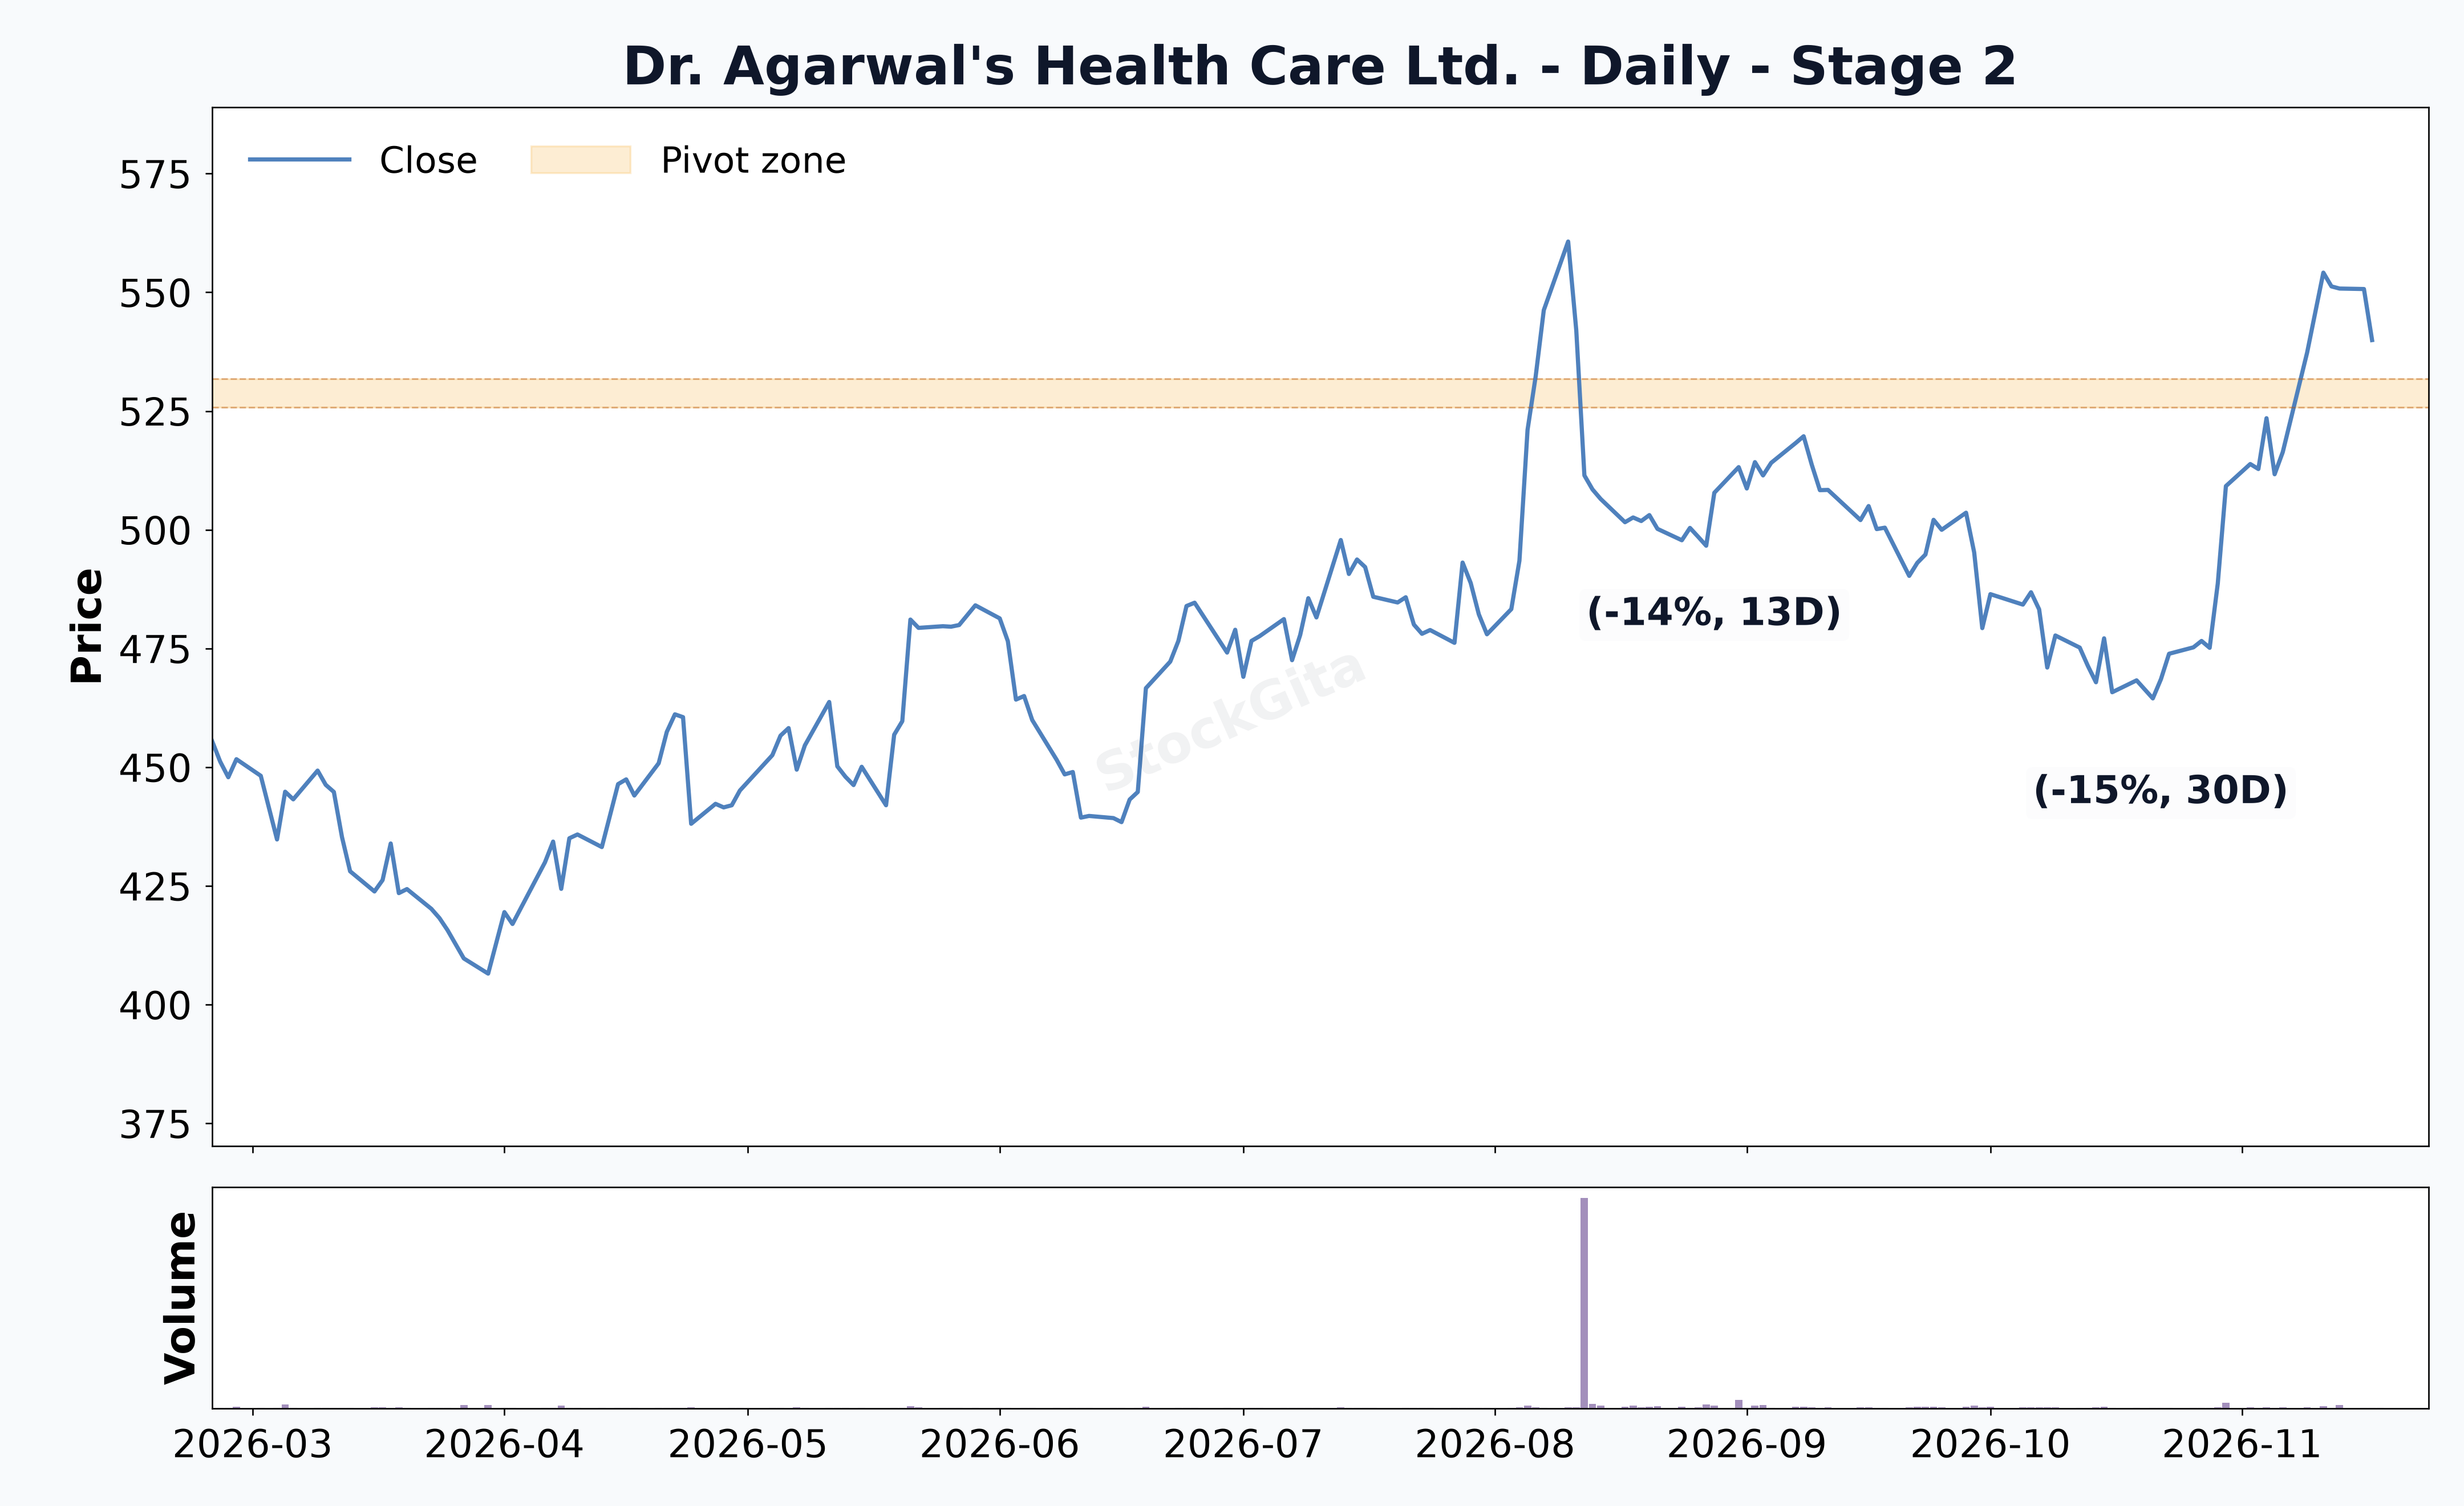 Dr. Agarwal's Health Care Ltd. - Daily - Stage 2
Close
Pivot zone
575
550
525
500
475
450
425
400
375
Price
(-14%, 13D)
(-15%, 30D)
StockGita
Volume
2026-03
2026-04
2026-05
2026-06
2026-07
2026-08
2026-09
2026-10
2026-11